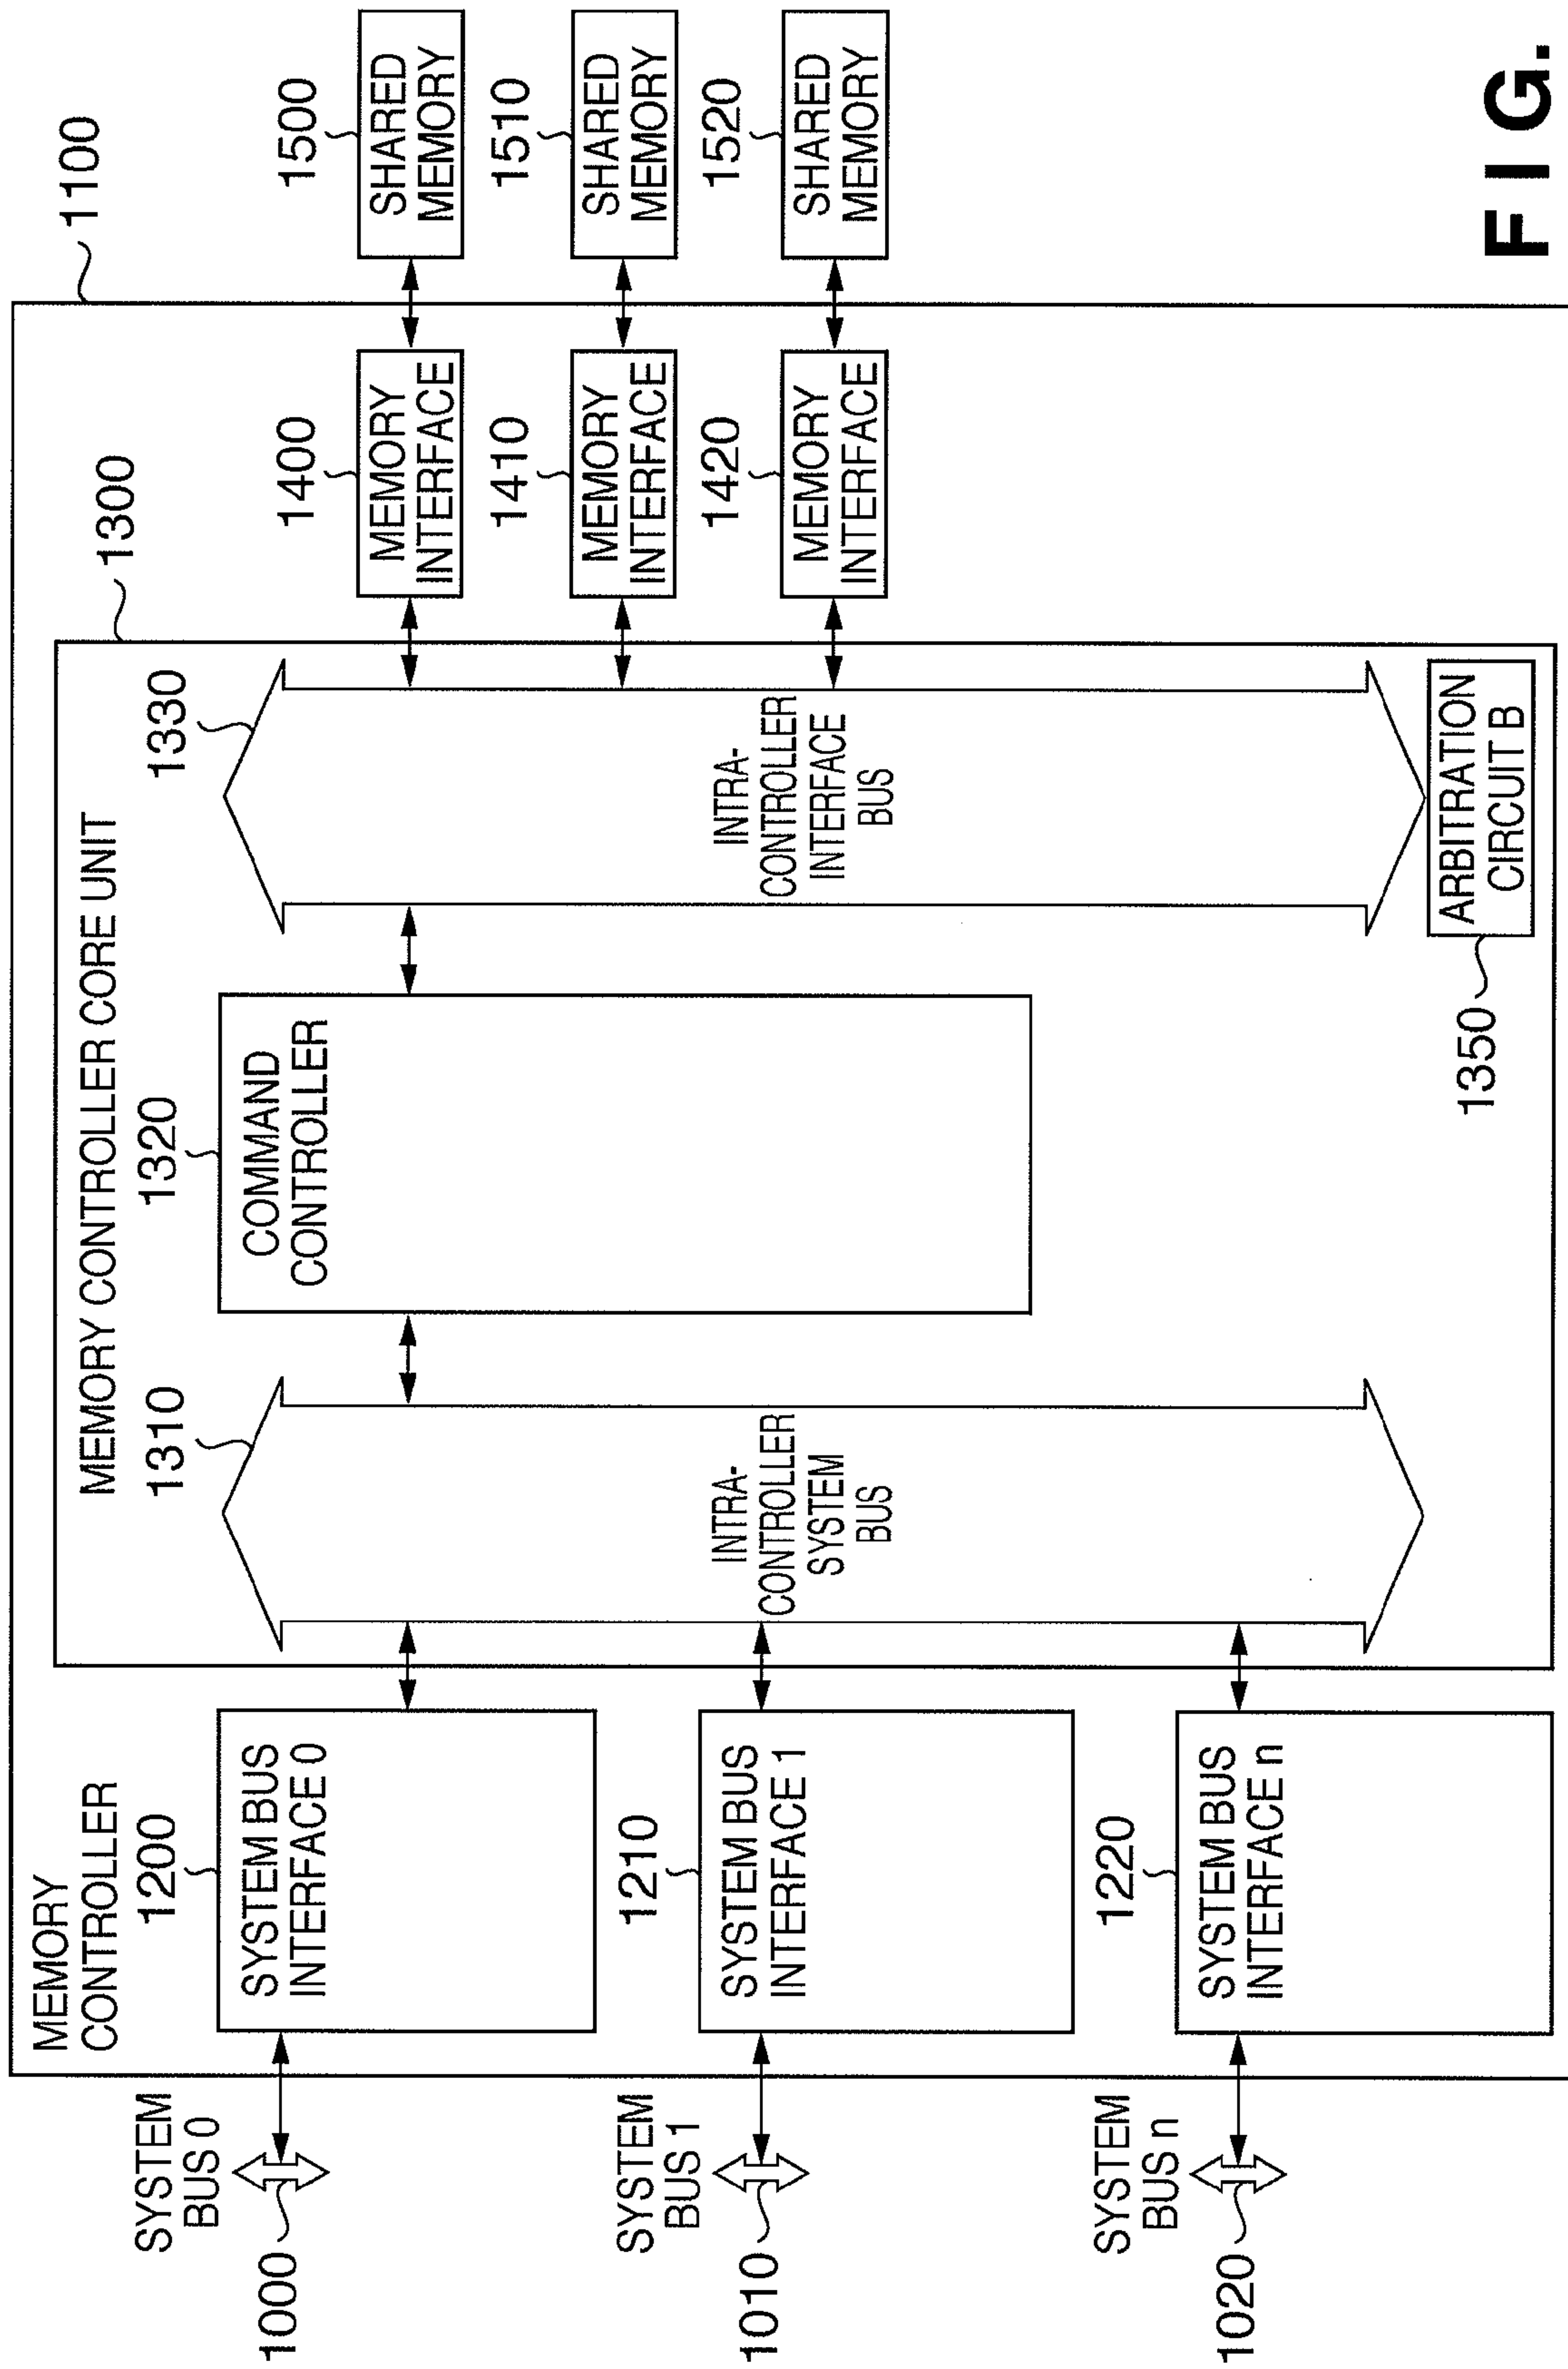 MEMORY
CONTROLLER
1100
MEMORY CONTROLLER CORE UNIT
1300
SYSTEM
BUS 0
1000
1200
SYSTEM BUS
INTERFACE 0
SYSTEM
BUS 1
1010
1210
SYSTEM BUS
INTERFACE 1
SYSTEM
BUS n
1020
1220
SYSTEM BUS
INTERFACE n
1310
INTRA-
CONTROLLER
SYSTEM
BUS
1320
COMMAND
CONTROLLER
1330
INTRA-
CONTROLLER
INTERFACE
BUS
1350
ARBITRATION
CIRCUIT B
1400
MEMORY
INTERFACE
1410
MEMORY
INTERFACE
1420
MEMORY
INTERFACE
1500
SHARED
MEMORY
1510
SHARED
MEMORY
1520
SHARED
MEMORY
FIG.